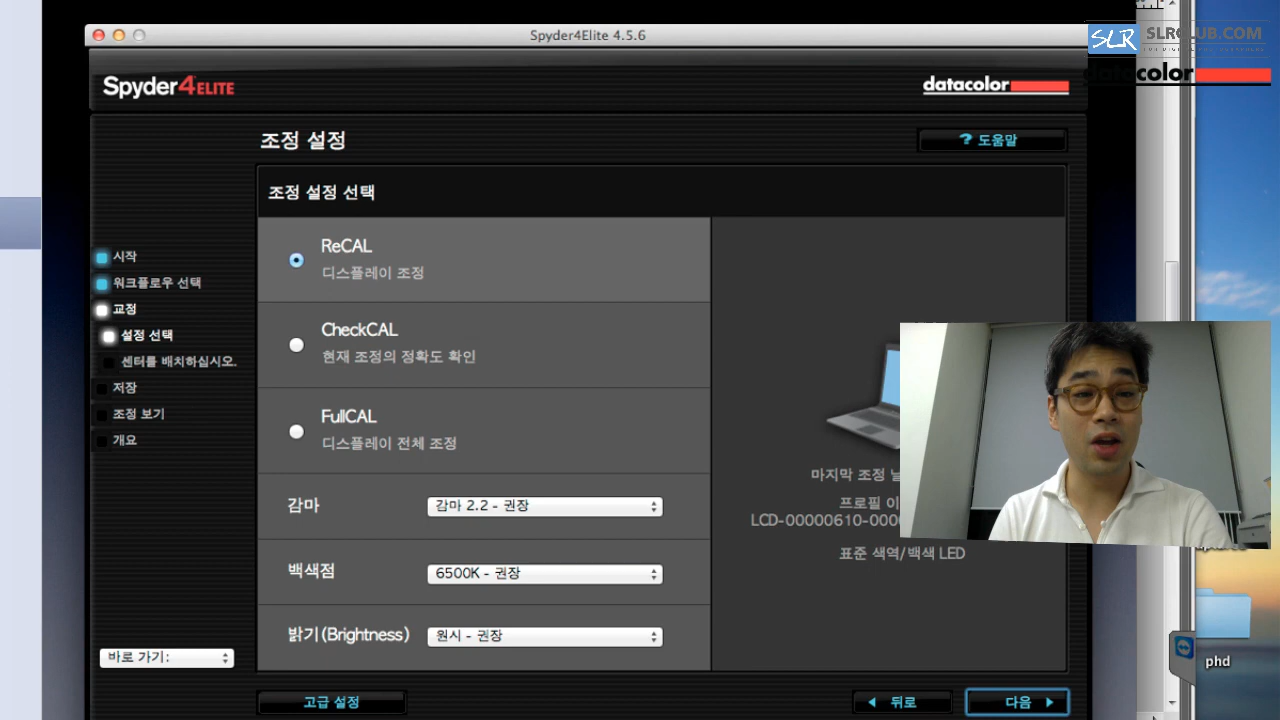 Spyder4Elite 4.5.6
SLR SLRCLUB.COM
datacolor
Spyder4ELITE
datacolor
조정 설정
? 도움말
조정 설정 선택
ReCAL
디스플레이 조정
CheckCAL
현재 조정의 정확도 확인
FullCAL
디스플레이 전체 조정
감마
감마 2.2 - 권장
백색점
6500K - 권장
밝기(Brightness)
원시 - 권장
시작
워크플로우 선택
교정
설정 선택
센터를 배치하십시오.
저장
조정 보기
개요
바로 가기:
마지막 조정
프로필
LCD-00000610-000
표준 색역/백색 LED
고급 설정
뒤로
다음
phd